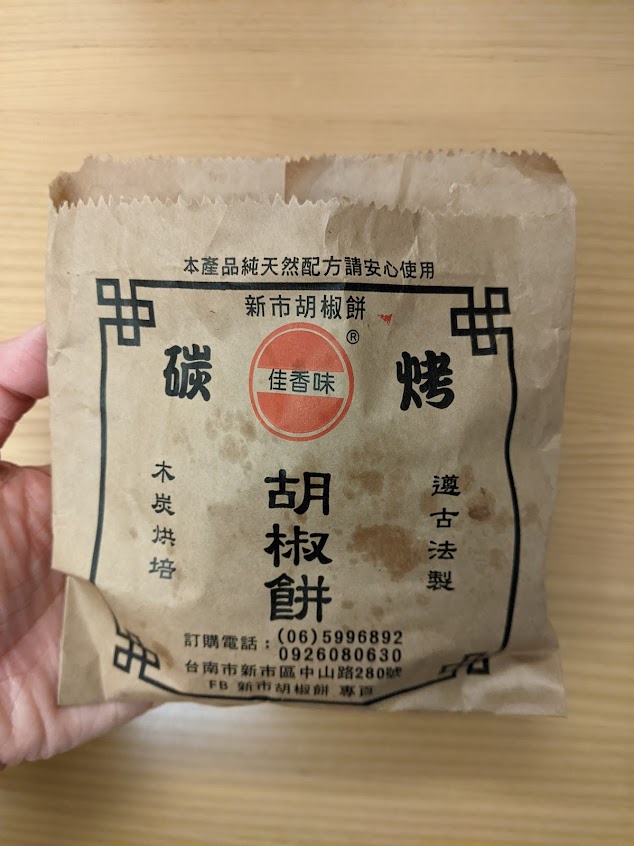 本產品純天然配方請安心使用
新市胡椒餅
®
碳 烤
佳香味
木炭烘培
胡椒餅
遵古法製
訂購電話：(06)5996892
0926080630
台南市新市區中山路280號
FB 新市胡椒餅 專頁